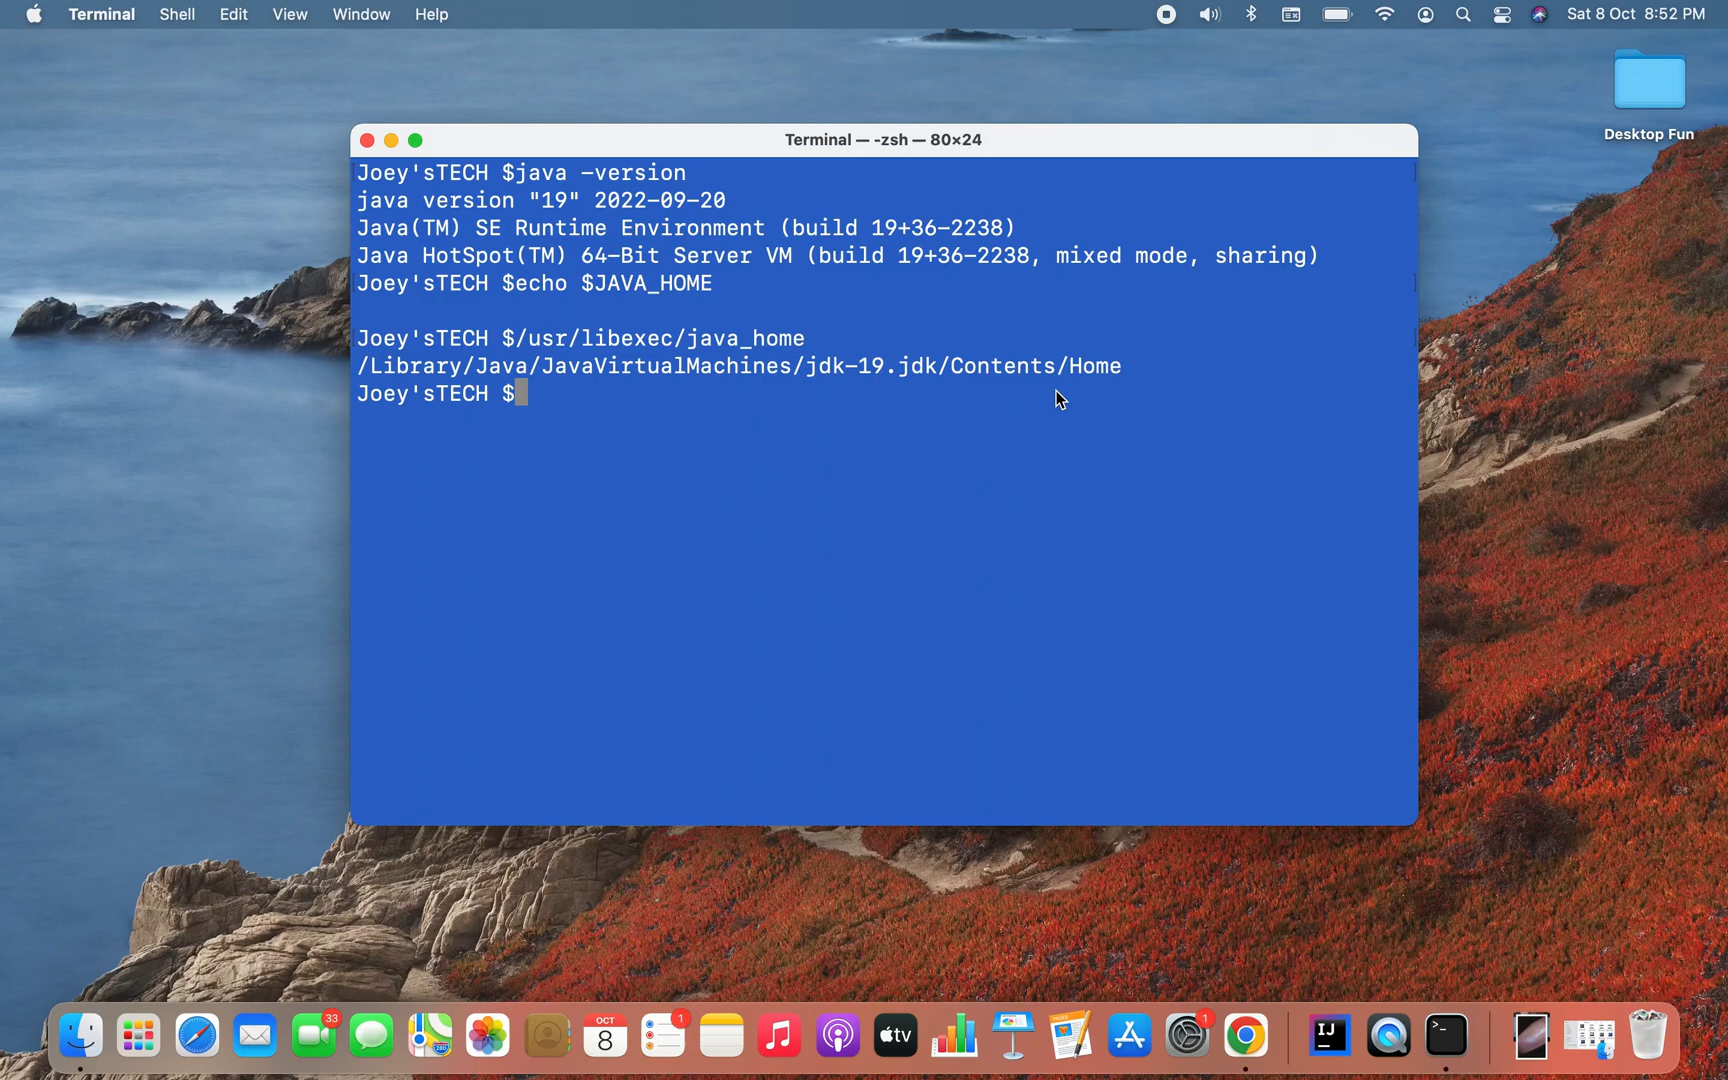 Terminal Shell Edit View Window Help
Sat 8 Oct 8:52 PM
Desktop Fun
Terminal — -zsh — 80×24
Joey'sTECH $java -version
java version "19" 2022-09-20
Java(TM) SE Runtime Environment (build 19+36-2238)
Java HotSpot(TM) 64-Bit Server VM (build 19+36-2238, mixed mode, sharing)
Joey'sTECH $echo $JAVA_HOME
Joey'sTECH $/usr/libexec/java_home
/Library/Java/JavaVirtualMachines/jdk-19.jdk/Contents/Home
Joey'sTECH $
33
280
OCT
8
1
tv
1
IJ
>_